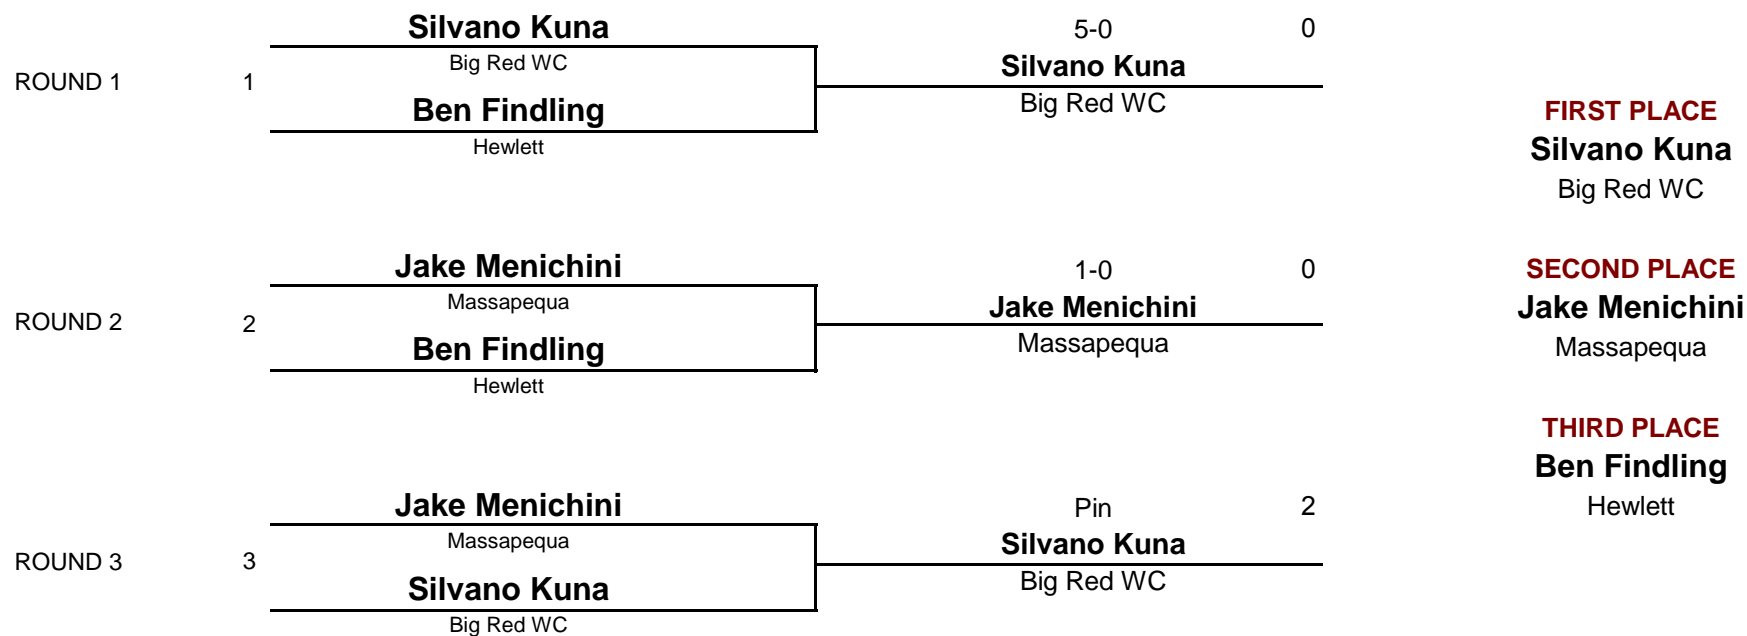 Silvano Kuna
Big Red WC
ROUND 1
1
Ben Findling
Hewlett
5-0
0
Silvano Kuna
Big Red WC
Jake Menichini
Massapequa
ROUND 2
2
Ben Findling
Hewlett
1-0
0
Jake Menichini
Massapequa
Jake Menichini
Massapequa
ROUND 3
3
Silvano Kuna
Big Red WC
Pin
2
Silvano Kuna
Big Red WC
FIRST PLACE
Silvano Kuna
Big Red WC
SECOND PLACE
Jake Menichini
Massapequa
THIRD PLACE
Ben Findling
Hewlett